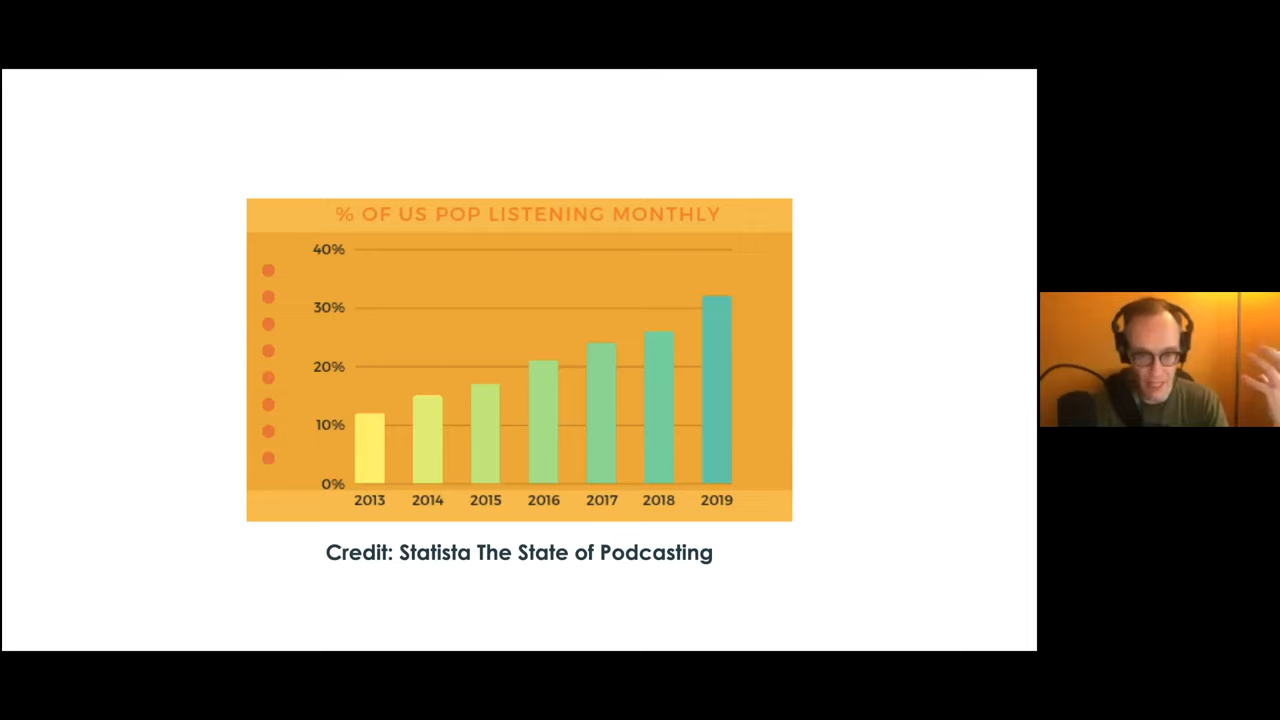 % OF US POP LISTENING MONTHLY
40%
30%
20%
10%
0%
2013 2014 2015 2016 2017 2018 2019
Credit: Statista The State of Podcasting